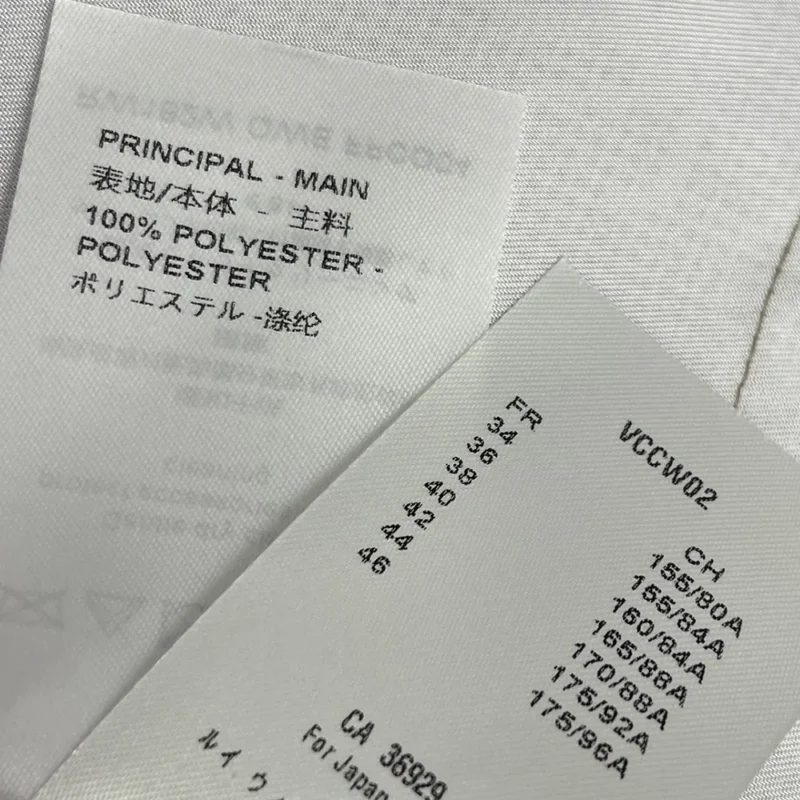 PRINCIPAL - MAIN
表地/本体 - 主料
100% POLYESTER -
POLYESTER
ポリエステル -涤纶
VCCW02
FR
34
36
38
40
42
44
46
CH
155/80A
155/84A
160/84A
165/88A
170/88A
175/92A
175/96A
CA 36929
For Japan
ルイ